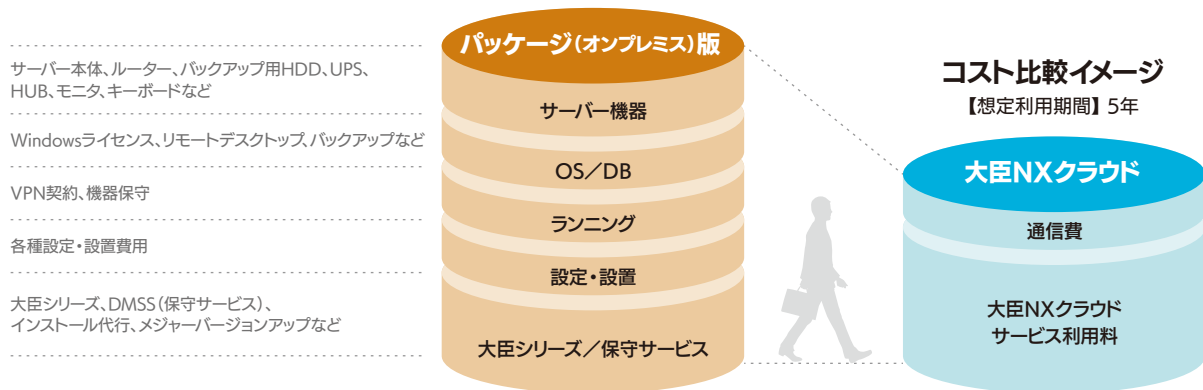 パッケージ（オンプレミス）版
サーバー本体、ルーター、バックアップ用HDD、UPS、
HUB、モニタ、キーボードなど
サーバー機器
Windowsライセンス、リモートデスクトップ、バックアップなど
OS／DB
VPN契約、機器保守
ランニング
各種設定・設置費用
設定・設置
大臣シリーズ、DMSS（保守サービス）、
インストール代行、メジャーバージョンアップなど
大臣シリーズ／保守サービス
コスト比較イメージ
【想定利用期間】5年
大臣NXクラウド
通信費
大臣NXクラウド
サービス利用料